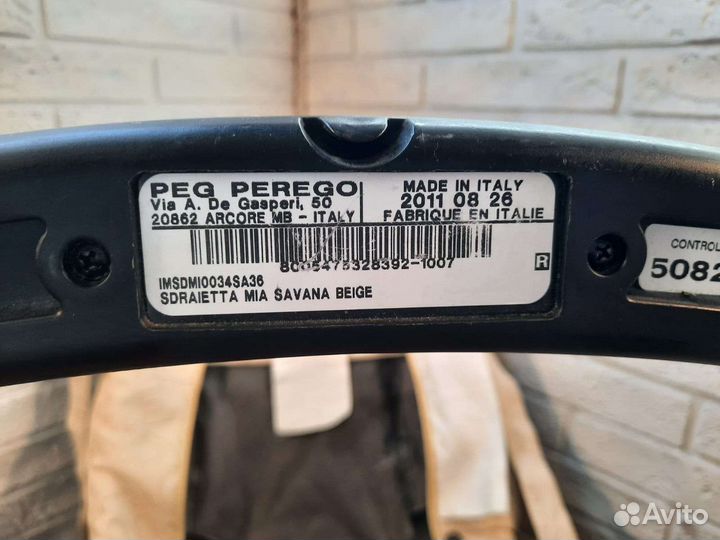 PEG PEREGO
Via A. De Gasperi, 50
20862 ARCORE MB - ITALY
MADE IN ITALY
2011 08 26
FABRIQUE EN ITALIE
8005475328392-1007
R
IMSDMI0034SA36
SDRAIETTA MIA SAVANA BEIGE
CONTROL
5082
Avito